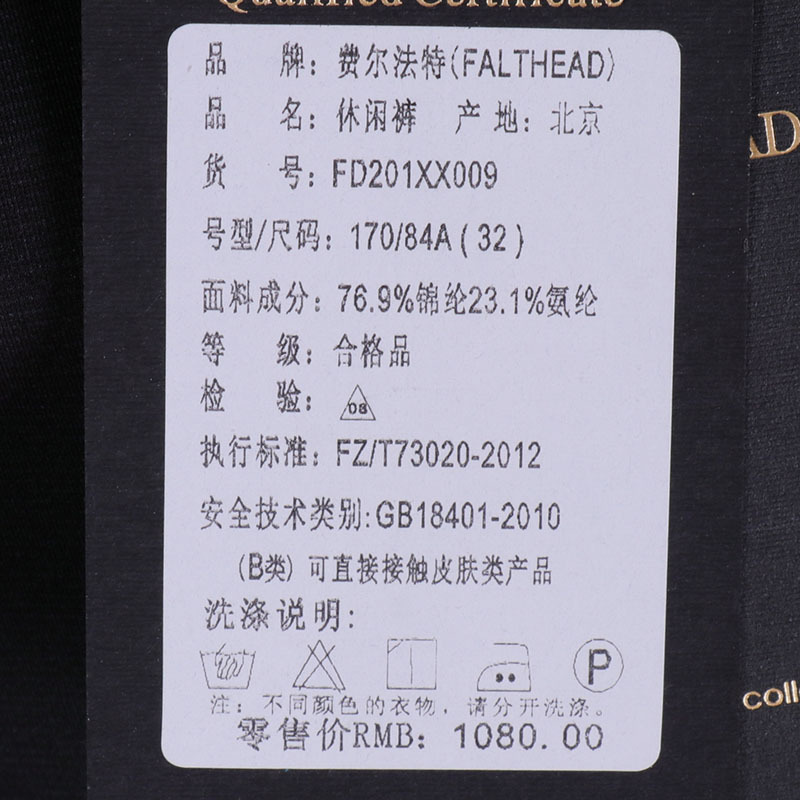 Qualified Certificate
品 牌：费尔法特(FALTHEAD)
品 名：休闲裤 产 地：北京
货 号：FD201XX009
号型/尺码：170/84A ( 32 )
面料成分：76.9%锦纶23.1%氨纶
等 级：合格品
检 验：08
执行标准：FZ/T73020-2012
安全技术类别:GB18401-2010
(B类) 可直接接触皮肤类产品
洗涤说明:
P
注：不同颜色的衣物，请分开洗涤。
零售价RMB：1080.00
AD
coll